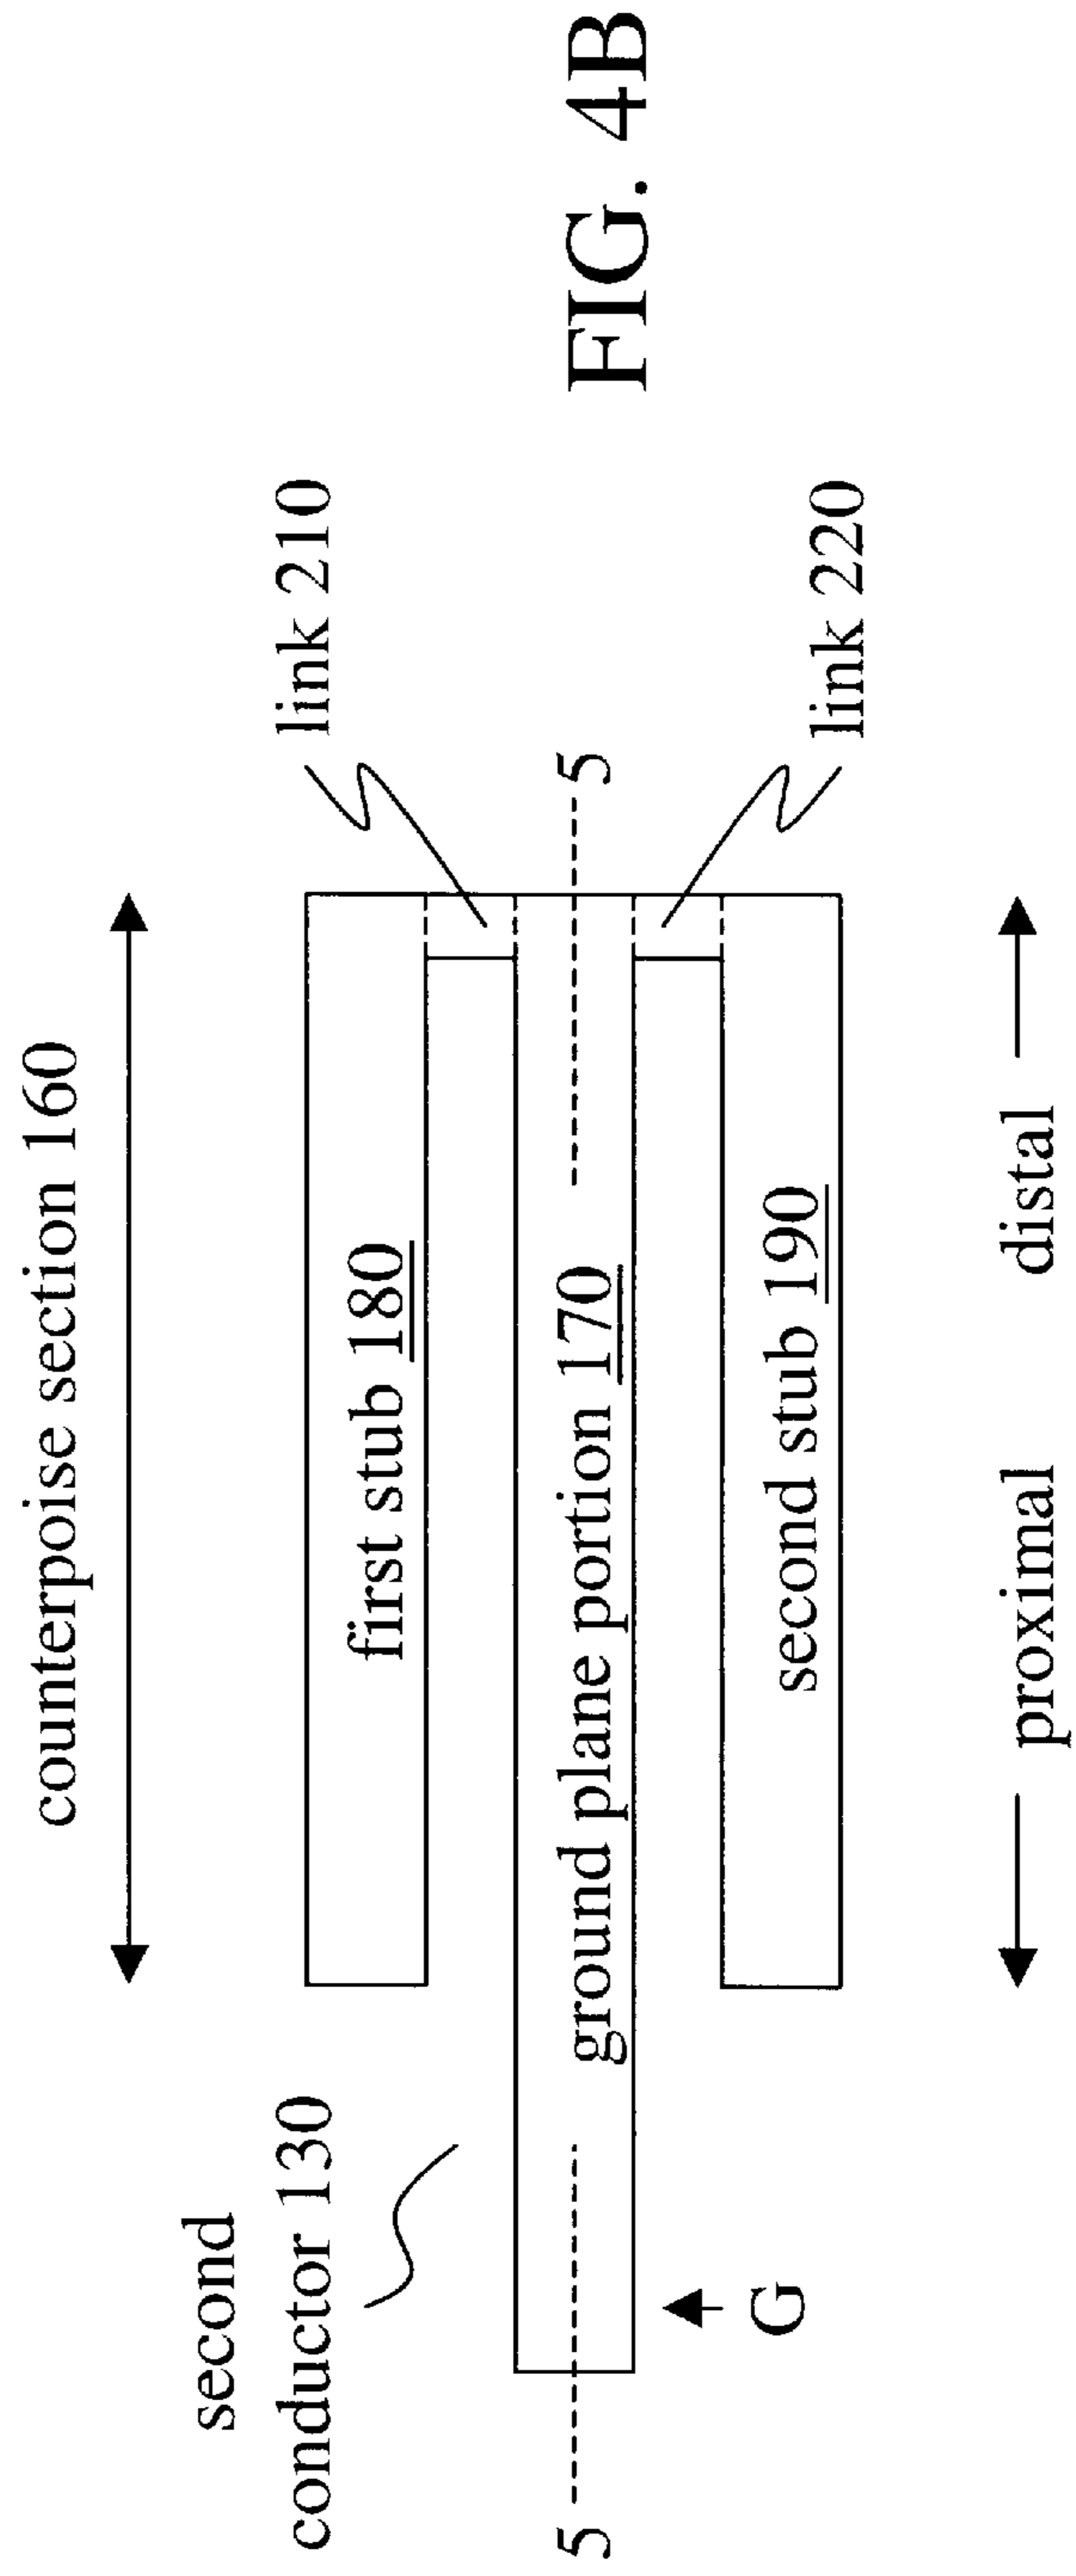 counterpoise section 160
second
conductor 130
link 210
first stub 180
5
ground plane portion 170
5
FIG. 4B
second stub 190
link 220
G
proximal
distal